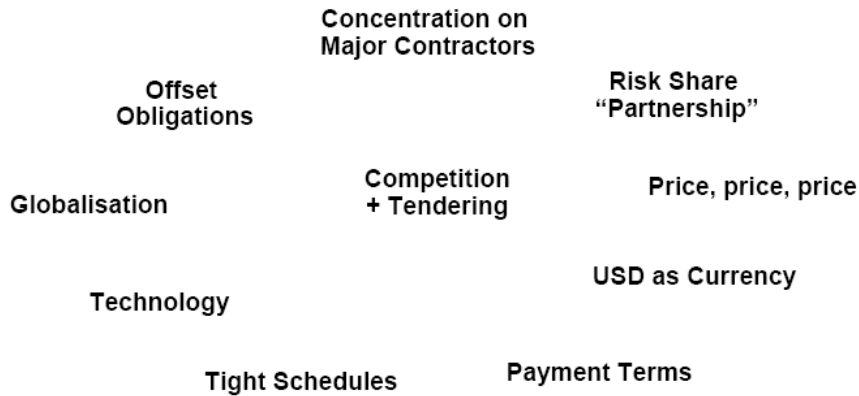 Concentration on
Major Contractors
Offset
Obligations
Risk Share
“Partnership”
Competition
+ Tendering
Price, price, price
Globalisation
USD as Currency
Technology
Payment Terms
Tight Schedules